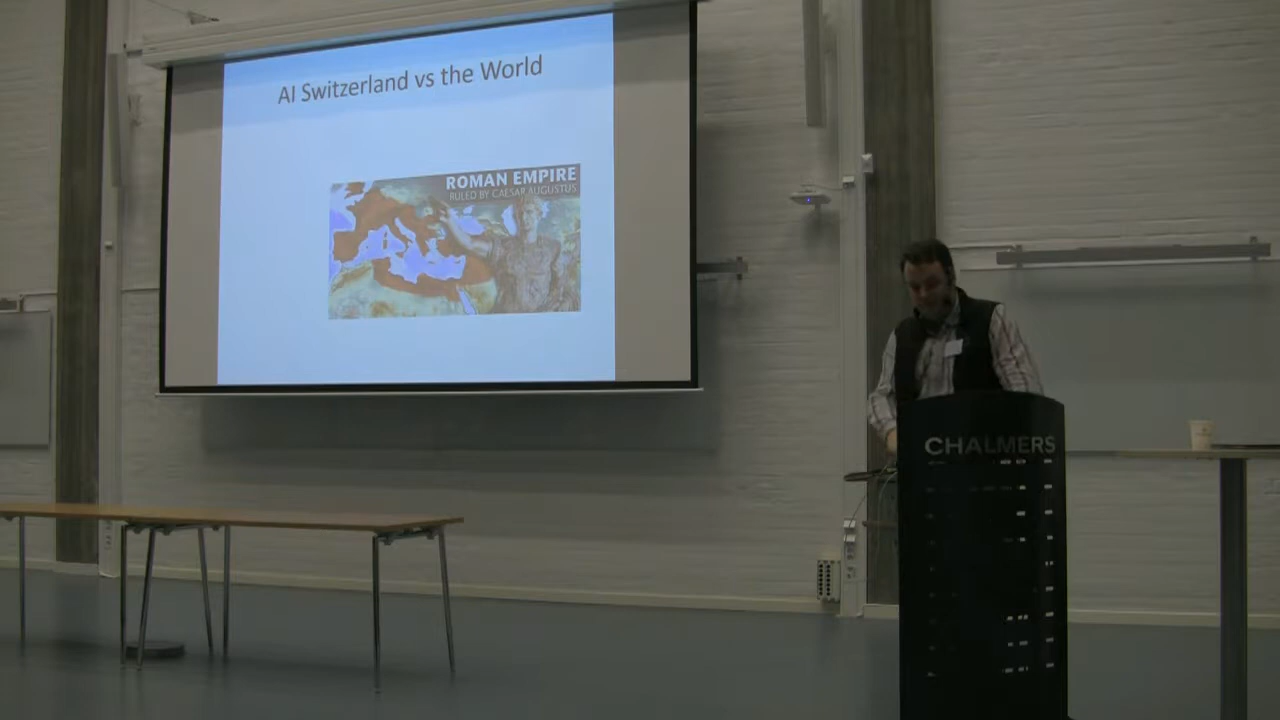 AI Switzerland vs the World
ROMAN EMPIRE
RULED BY CAESAR AUGUSTUS
CHALMERS